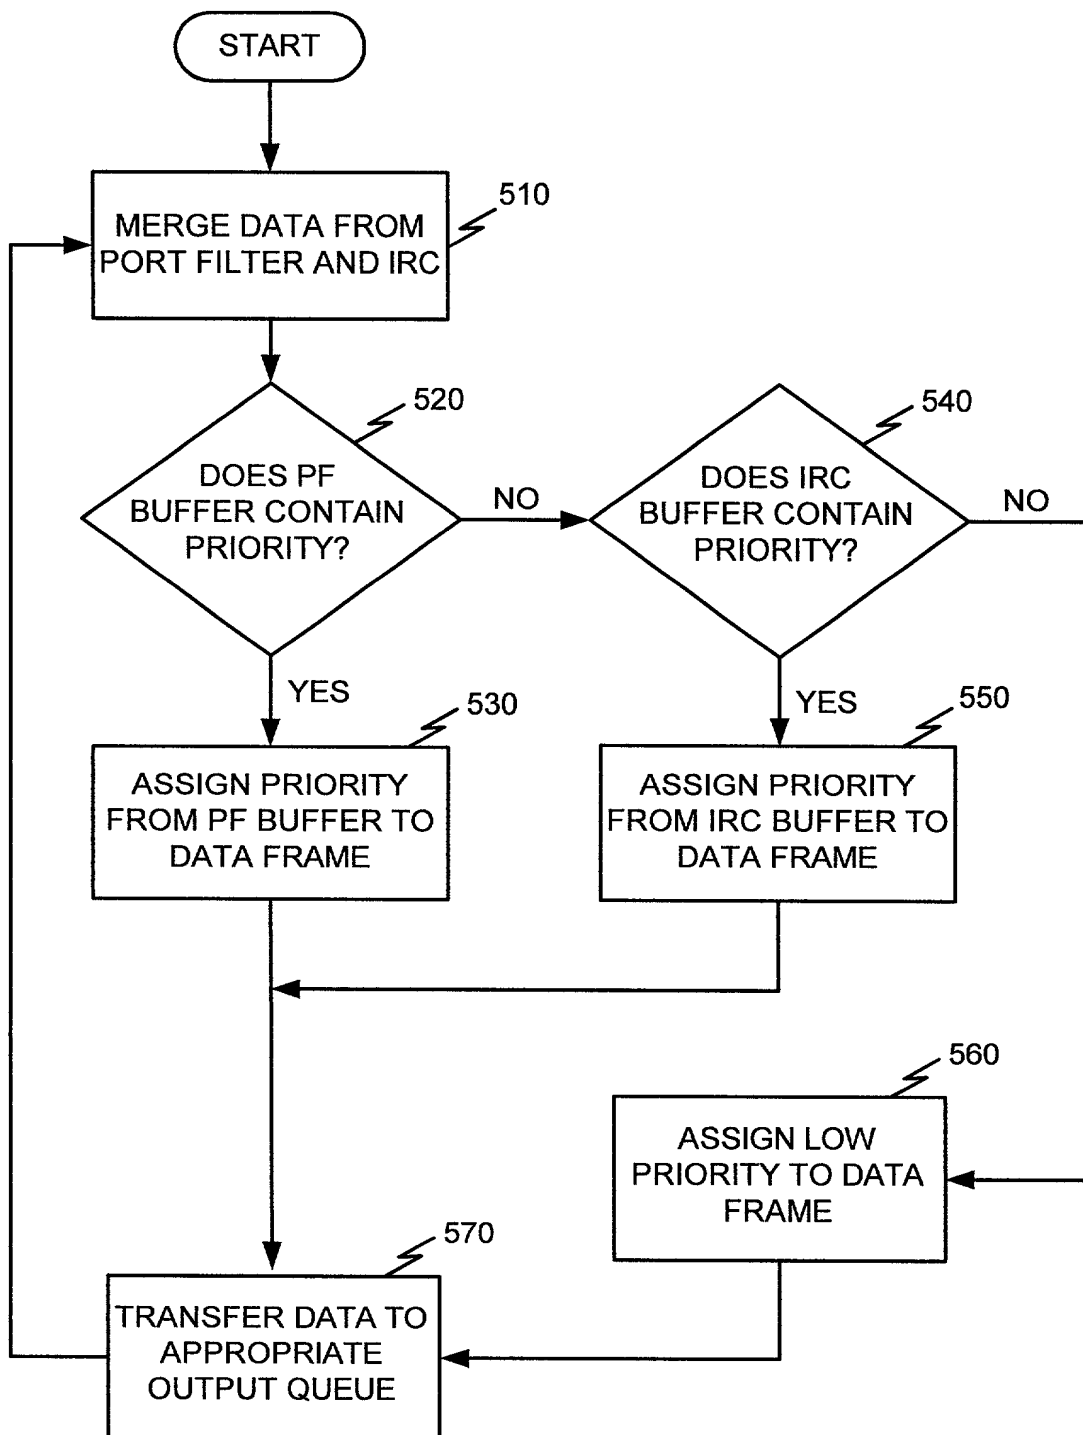 START
510
MERGE DATA FROM
PORT FILTER AND IRC
520
DOES PF
BUFFER CONTAIN
PRIORITY?
NO
540
DOES IRC
BUFFER CONTAIN
PRIORITY?
NO
YES
530
ASSIGN PRIORITY
FROM PF BUFFER TO
DATA FRAME
YES
550
ASSIGN PRIORITY
FROM IRC BUFFER TO
DATA FRAME
560
ASSIGN LOW
PRIORITY TO DATA
FRAME
570
TRANSFER DATA TO
APPROPRIATE
OUTPUT QUEUE